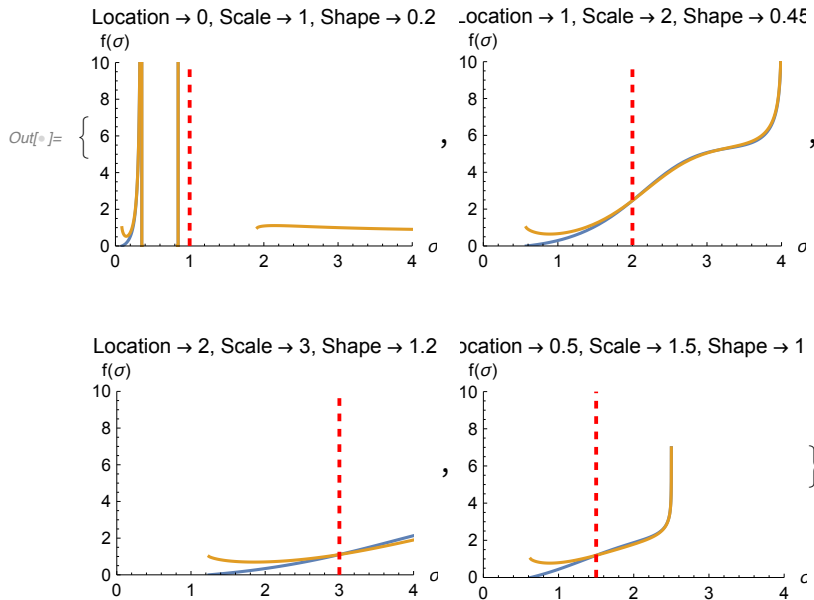 Location → 0, Scale → 1, Shape → 0.2
f(σ)
10
8
6
4
2
0
0 1 2 3 4 σ
Out[•]= {
,
Location → 1, Scale → 2, Shape → 0.45
f(σ)
10
8
6
4
2
0
0 1 2 3 4 σ
,
Location → 2, Scale → 3, Shape → 1.2
f(σ)
10
8
6
4
2
0
0 1 2 3 4 σ
,
ocation → 0.5, Scale → 1.5, Shape → 1
f(σ)
10
8
6
4
2
0
0 1 2 3 4 σ
}